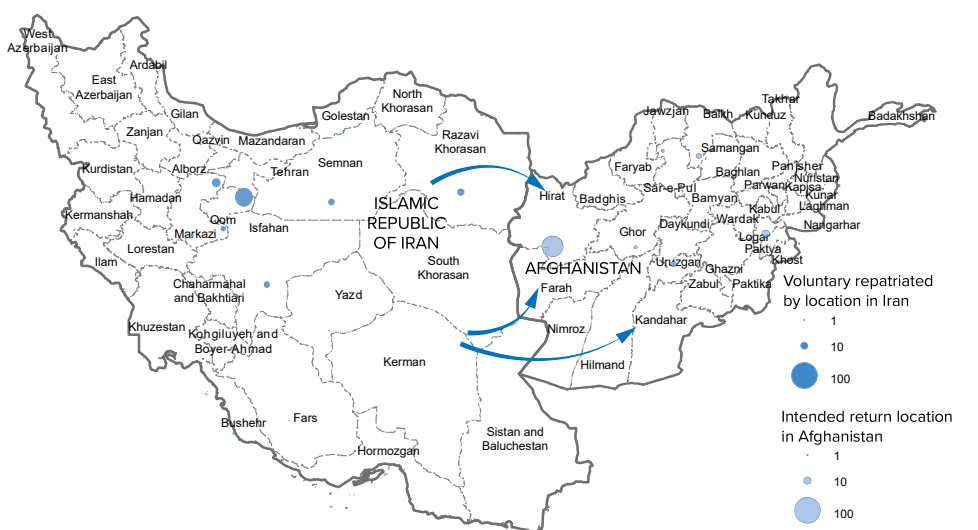 West
Azerbaijan
Ardabil
East
Azerbaijan
Gilan
Zanjan
Qazvin
Mazandaran
Golestan
North
Khorasan
Razavi
Khorasan
Semnan
Kurdistan
Alborz
Tehran
Hamadan
Kermanshah
Qom
Markazi
Isfahan
Lorestan
Ilam
ISLAMIC
REPUBLIC
OF IRAN
South
Khorasan
Chaharmahal
and Bakhtiari
Yazd
Khuzestan
Kohgiluyeh and
Boyer-Ahmad
Kerman
Bushehr
Fars
Hormozgan
Sistan and
Baluchestan
Jawzjan
Balkh
Kunduz
Takhar
Badakhshan
Faryab
Samangan
Baghlan
Panjsher
Nuristan
Sar-e-Pul
Parwan
Kapisa
Kunar
Laghman
Hirat
Badghis
Bamyan
Kabul
Wardak
Nangarhar
Ghor
Daykundi
Logar
Paktya
Khost
AFGHANISTAN
Uruzgan
Ghazni
Zabul
Paktika
Farah
Nimroz
Kandahar
Hilmand
Voluntary repatriated
by location in Iran
1
10
100
Intended return location
in Afghanistan
1
10
100